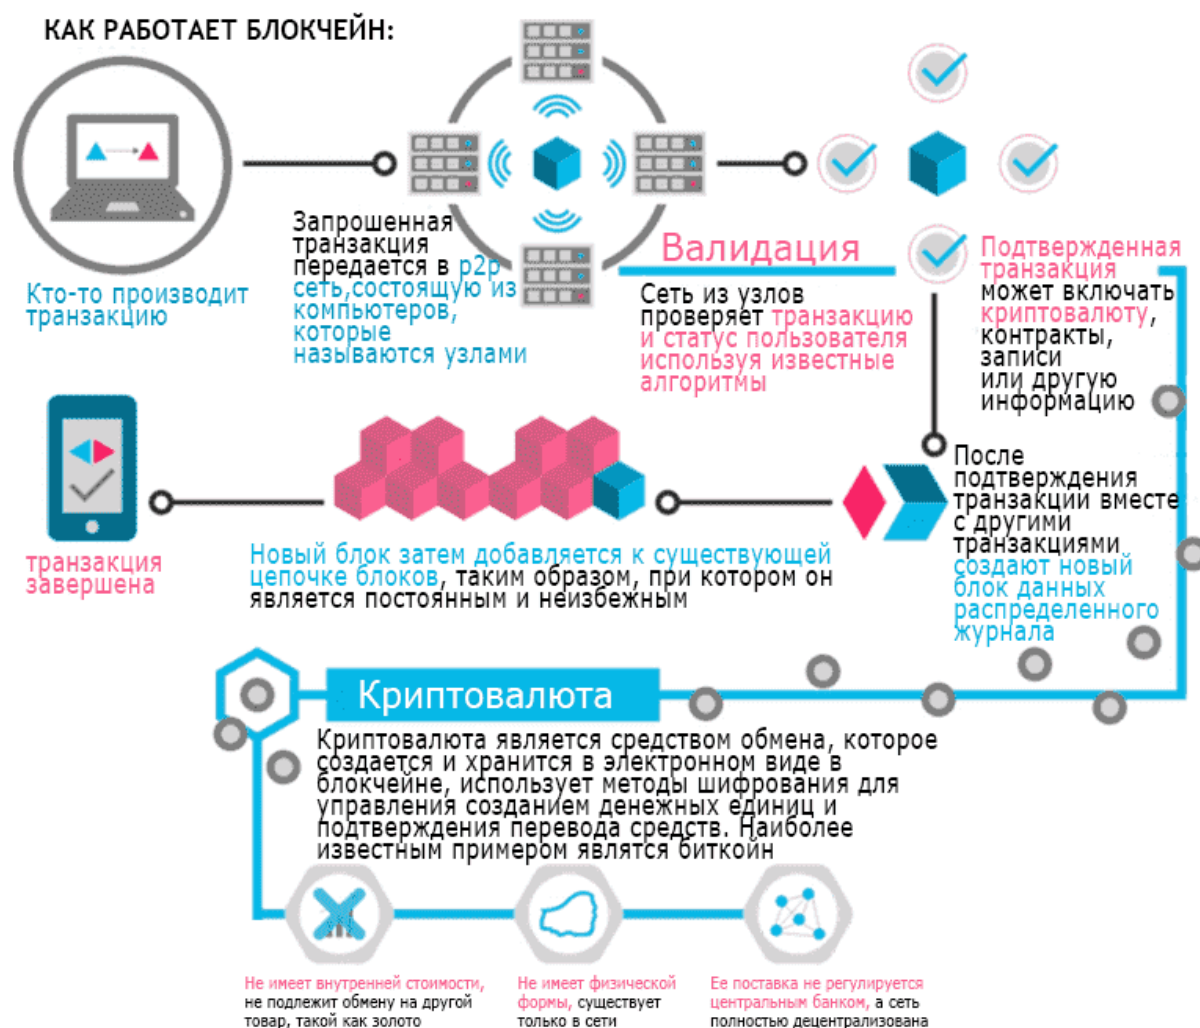 КАК РАБОТАЕТ БЛОКЧЕЙН:
Кто-то производит
транзакцию
Запрошенная
транзакция
передается в p2p
сеть,состоящую из
компьютеров,
которые
называются узлами
Валидация
Сеть из узлов
проверяет транзакцию
и статус пользователя
используя известные
алгоритмы
Подтвержденная
транзакция
может включать
криптовалюту,
контракты,
записи
или другую
информацию
После
подтверждения
транзакции вместе
с другими
транзакциями
создают новый
блок данных
распределенного
журнала
Новый блок затем добавляется к существующей
цепочке блоков, таким образом, при котором он
является постоянным и неизбежным
транзакция
завершена
Криптовалюта
Криптовалюта является средством обмена, которое
создается и хранится в электронном виде в
блокчейне, использует методы шифрования для
управления созданием денежных единиц и
подтверждения перевода средств. Наиболее
известным примером являтся биткойн
Не имеет внутренней стоимости,
не подлежит обмену на другой
товар, такой как золото
Не имеет физической
формы, существует
только в сети
Ее поставка не регулируется
центральным банком, а сеть
полностью децентрализована